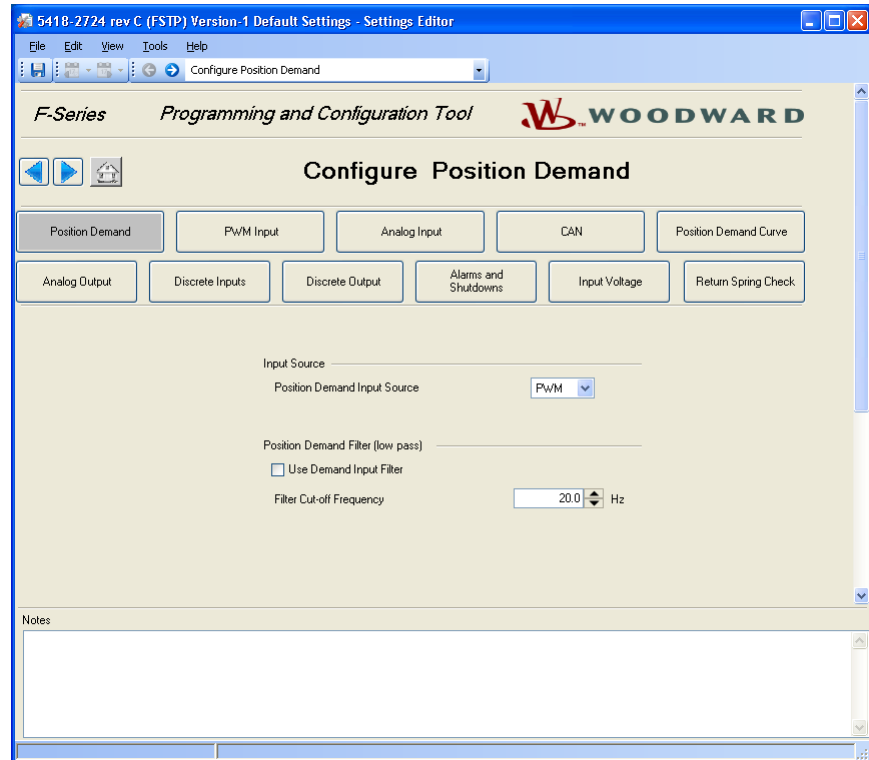 5418-2724 rev C (FSTP) Version-1 Default Settings - Settings Editor
File Edit View Tools Help
Configure Position Demand
F-Series Programming and Configuration Tool WOODWARD
Configure Position Demand
Position Demand PWM Input Analog Input CAN Position Demand Curve
Analog Output Discrete Inputs Discrete Output Alarms and Shutdowns Input Voltage Return Spring Check
Input Source
Position Demand Input Source PWM
Position Demand Filter (low pass)
Use Demand Input Filter
Filter Cut-off Frequency 20.0 Hz
Notes